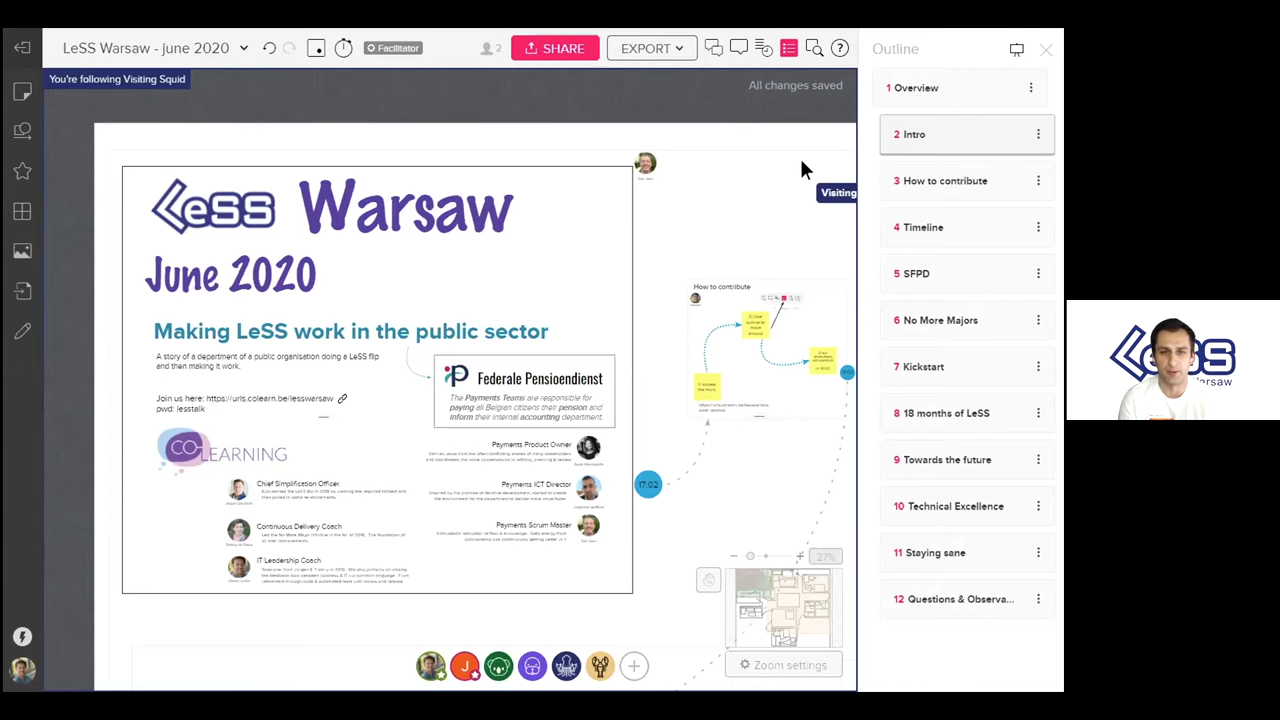 LeSS Warsaw - june 2020
Facilitator
2
SHARE
EXPORT
You're following Visiting Squid
All changes saved
LeSS Warsaw
June 2020
Making LeSS work in the public sector
A story of a department of a public organisation doing a LeSS flip
and then making it work.
Join us here: https://uris.colearn.be/lesswarsaw
pwd: lesstalk
Federale Pensioendienst
The Payments Teams are responsible for
paying all Belgian citizens their pension and
inform their internal accounting department.
COLEARNING
Chief Simplification Officer.
Continuous Delivery Coach
IT Leadership Coach
Payments Product Owner
Payments ICT Director
Payments Scrum Master
17:02
Visiting
How to contribute
27%
Zoom settings
J
Outline
1 Overview
2 Intro
3 How to contribute
4 Timeline
5 SFPD
6 No More Majors
7 Kickstart
8 18 months of LeSS
9 Towards the future
10 Technical Excellence
11 Staying sane
12 Questions & Observa...
LeSS
Warsaw